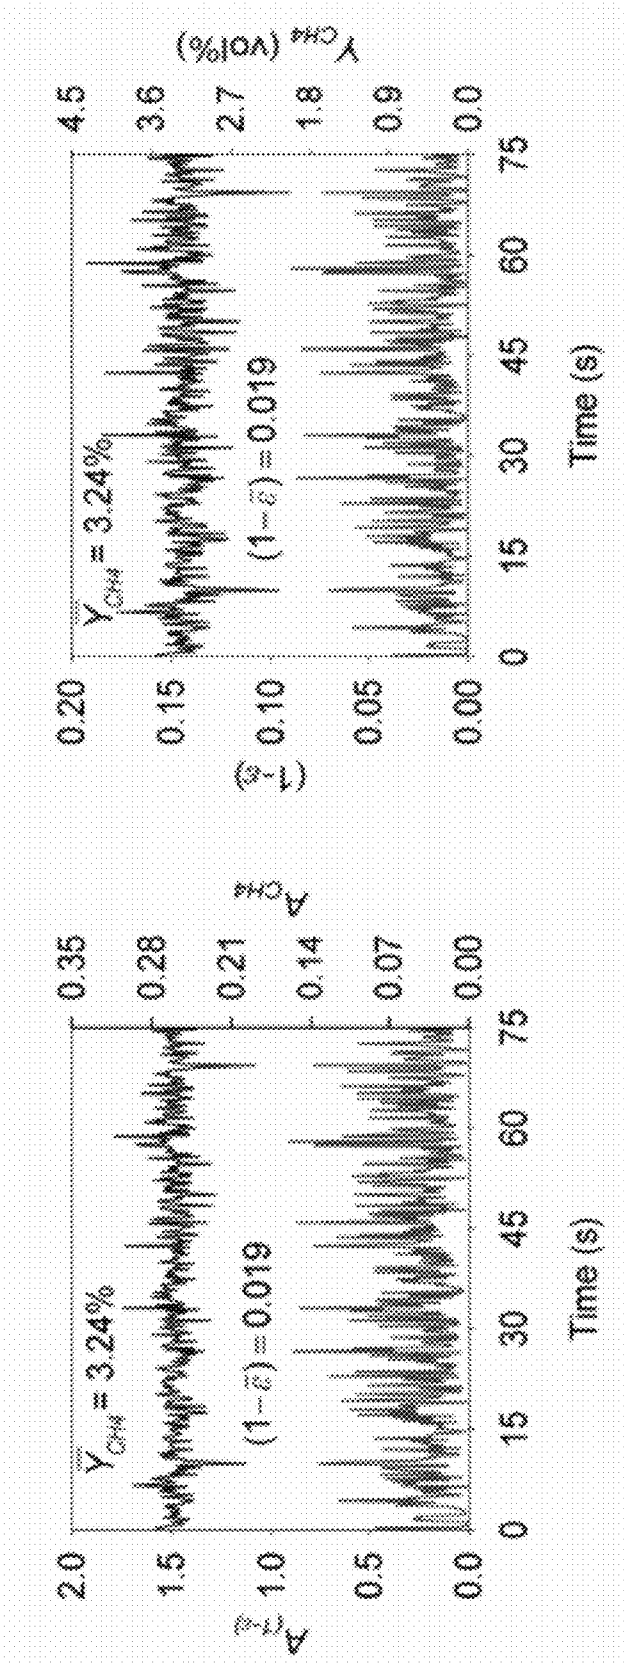 A(1-ε)
2.0
1.5
1.0
0.5
0.0
ȲCH4 = 3.24%
(1-ε̄) = 0.019
0.35
0.28
0.21
0.14
0.07
0.00
ACH4
0 15 30 45 60 75
Time (s)
(1-ε)
0.20
0.15
0.10
0.05
0.00
ȲCH4 = 3.24%
(1-ε̄) = 0.019
4.5
3.6
2.7
1.8
0.9
0.0
YCH4 (vol%)
0 15 30 45 60 75
Time (s)